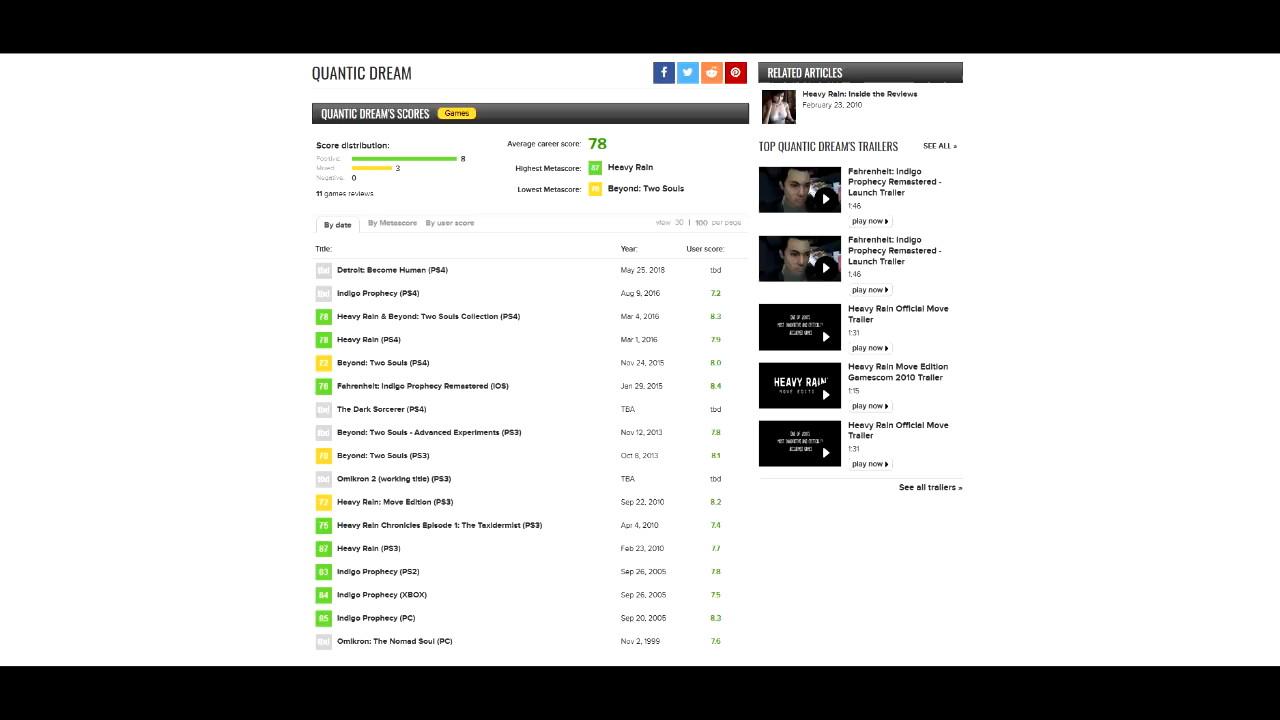 QUANTIC DREAM
QUANTIC DREAM'S SCORES Games
Score distribution:
Positive: 8
Mixed: 3
Negative: 0
11 games reviews
Average career score: 78
Highest Metascore: 87 Heavy Rain
Lowest Metascore: 70 Beyond: Two Souls
By date By Metascore By user score view 30 | 100 per page
Title: Year: User score:
tbd Detroit: Become Human (PS4) May 25, 2018 tbd
tbd Indigo Prophecy (PS4) Aug 9, 2016 7.2
78 Heavy Rain & Beyond: Two Souls Collection (PS4) Mar 4, 2016 8.3
78 Heavy Rain (PS4) Mar 1, 2016 7.9
72 Beyond: Two Souls (PS4) Nov 24, 2015 8.0
76 Fahrenheit: Indigo Prophecy Remastered (iOS) Jan 29, 2015 8.4
tbd The Dark Sorcerer (PS4) TBA tbd
tbd Beyond: Two Souls - Advanced Experiments (PS3) Nov 12, 2013 7.8
70 Beyond: Two Souls (PS3) Oct 8, 2013 8.1
tbd Omikron 2 (working title) (PS3) TBA tbd
Heavy Rain: Move Edition (PS3) Sep 22, 2010 8.2
75 Heavy Rain Chronicles Episode 1: The Taxidermist (PS3) Apr 4, 2010 7.4
87 Heavy Rain (PS3) Feb 23, 2010 7.7
83 Indigo Prophecy (PS2) Sep 26, 2005 7.8
84 Indigo Prophecy (XBOX) Sep 26, 2005 7.5
85 Indigo Prophecy (PC) Sep 20, 2005 8.3
tbd Omikron: The Nomad Soul (PC) Nov 2, 1999 7.6
RELATED ARTICLES
Heavy Rain: Inside the Reviews
February 23, 2010
TOP QUANTIC DREAM'S TRAILERS SEE ALL »
Fahrenheit: Indigo
Prophecy Remastered -
Launch Trailer
1:46
play now
Fahrenheit: Indigo
Prophecy Remastered -
Launch Trailer
1:46
play now
Heavy Rain Official Move
Trailer
1:31
play now
HEAVY RAIN
MOVE EDITI
Heavy Rain Move Edition
Gamescom 2010 Trailer
1:15
play now
Heavy Rain Official Move
Trailer
1:31
play now
See all trailers »